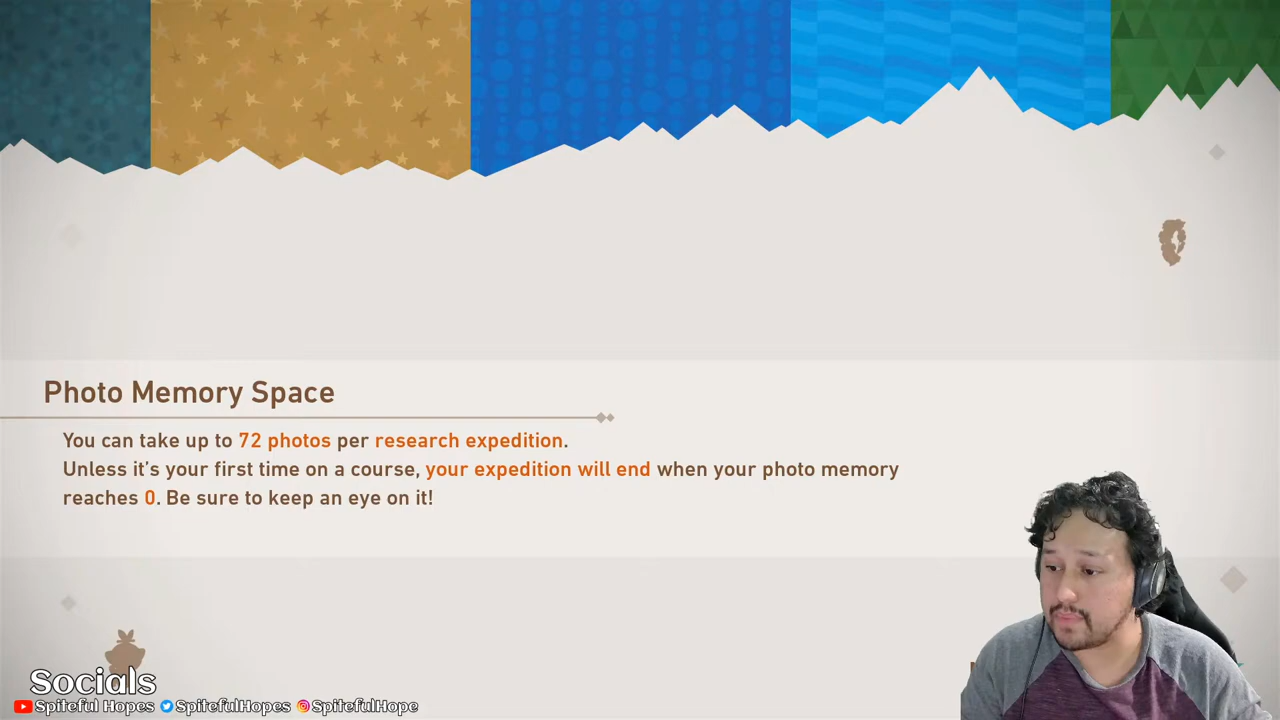 Photo Memory Space
You can take up to 72 photos per research expedition.
Unless it's your first time on a course, your expedition will end when your photo memory
reaches 0. Be sure to keep an eye on it!
Socials
Spiteful Hopes SpitefulHopes SpitefulHope